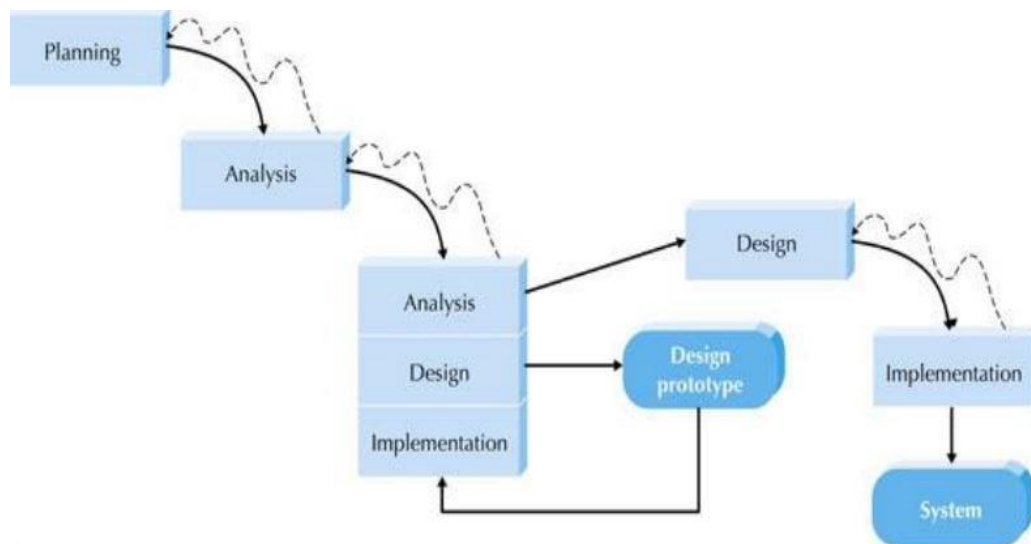 Planning
Analysis
Analysis
Design
Implementation
Design
prototype
Design
Implementation
System